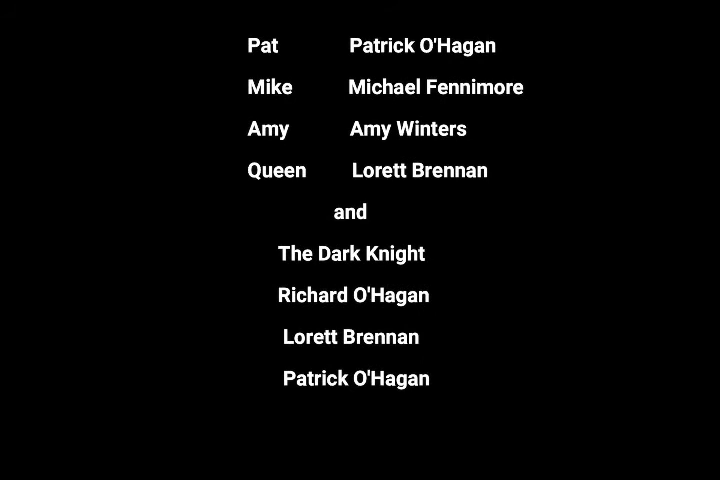 Pat Patrick O'Hagan
Mike Michael Fennimore
Amy Amy Winters
Queen Lorett Brennan
and
The Dark Knight
Richard O'Hagan
Lorett Brennan
Patrick O'Hagan